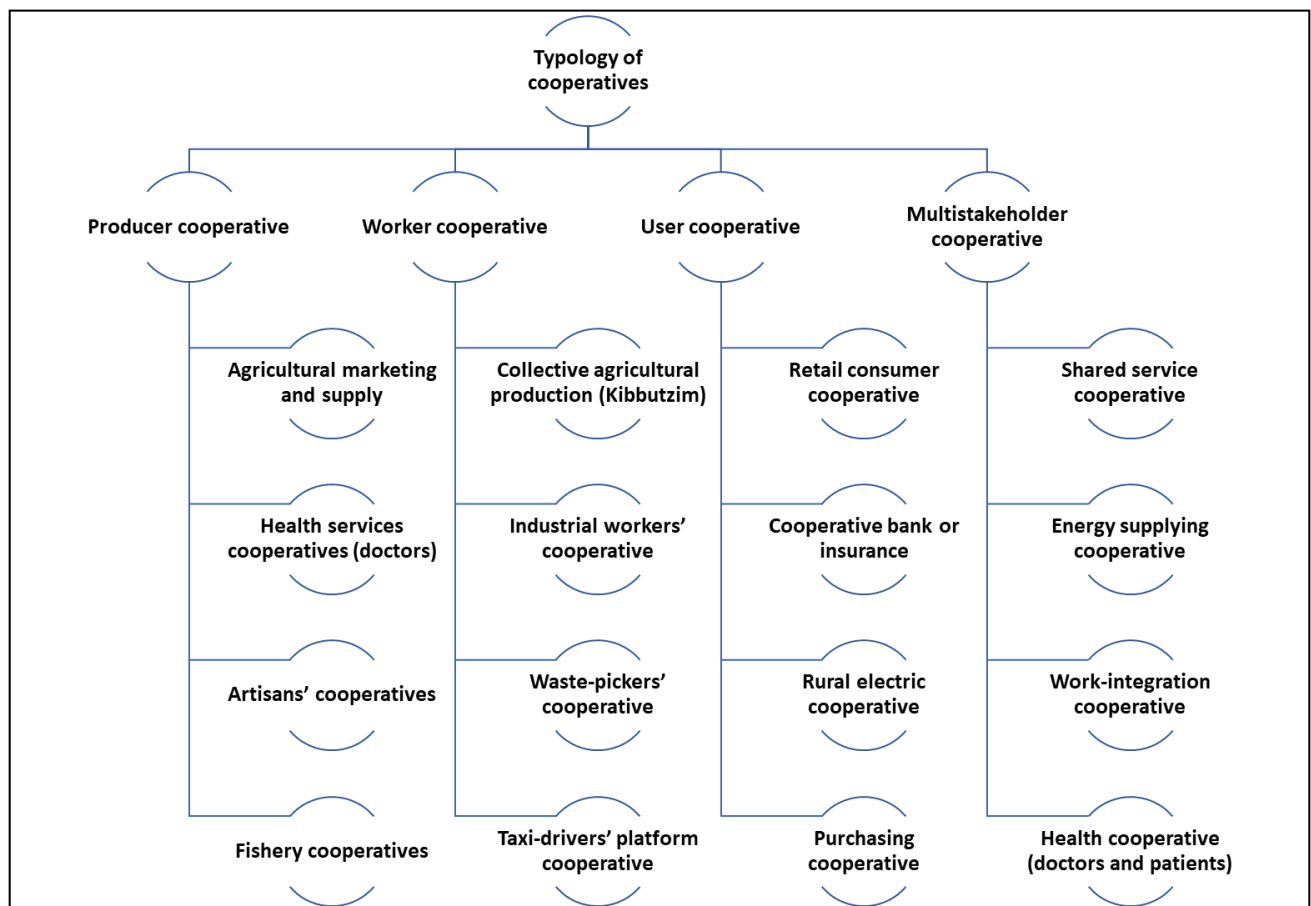 Typology of
cooperatives
Producer cooperative
Worker cooperative
User cooperative
Multistakeholder
cooperative
Agricultural marketing
and supply
Collective agricultural
production (Kibbutzim)
Retail consumer
cooperative
Shared service
cooperative
Health services
cooperatives (doctors)
Industrial workers’
cooperative
Cooperative bank or
insurance
Energy supplying
cooperative
Artisans’ cooperatives
Waste-pickers’
cooperative
Rural electric
cooperative
Work-integration
cooperative
Fishery cooperatives
Taxi-drivers’ platform
cooperative
Purchasing
cooperative
Health cooperative
(doctors and patients)